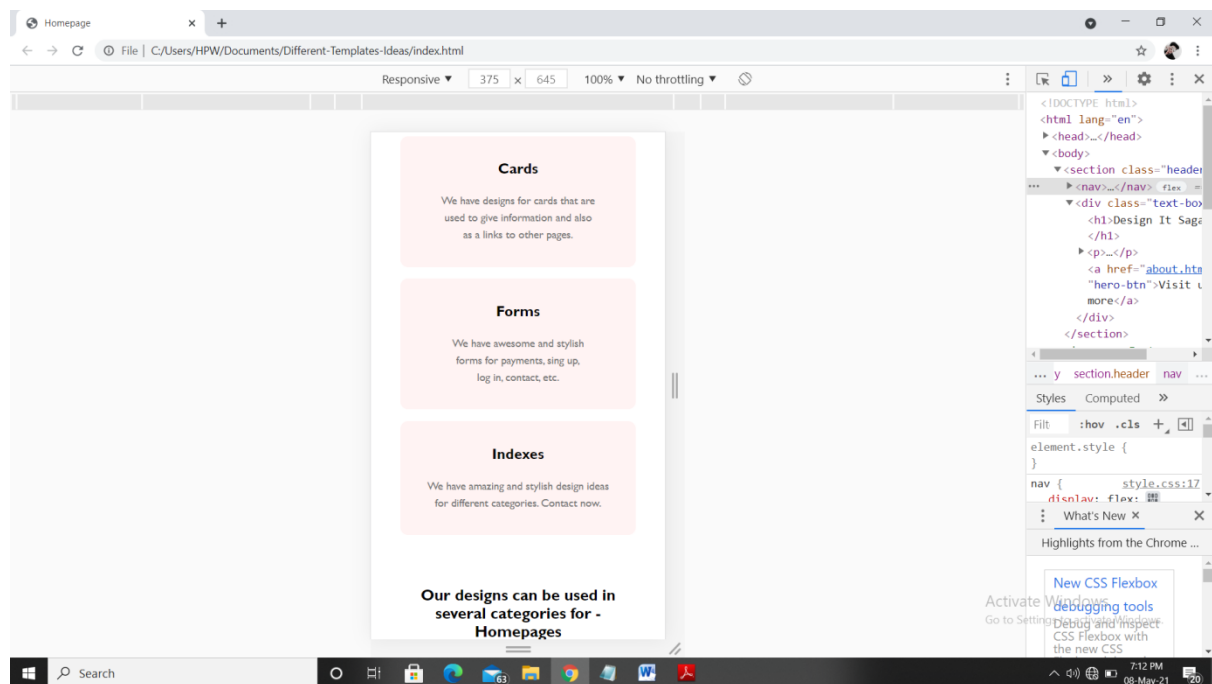 Homepage
File | C:/Users/HPW/Documents/Different-Templates-Ideas/index.html
Responsive ▼ 375 x 645 100% ▼ No throttling ▼
Cards
We have designs for cards that are
used to give information and also
as a links to other pages.
Forms
We have awesome and stylish
forms for payments, sing up,
log in, contact, etc.
Indexes
We have amazing and stylish design ideas
for different categories. Contact now.
Our designs can be used in
several categories for -
Homepages
<!DOCTYPE html>
<html lang="en">
▶<head>…</head>
▼<body>
▼<section class="header
••• ▶<nav>…</nav> flex =
▼<div class="text-box
<h1>Design It Saga
</h1>
▶<p>…</p>
<a href="about.htm
"hero-btn">Visit u
more</a>
</div>
</section>
... y section.header nav ...
Styles Computed »
Filt :hov .cls +
element.style {
}
nav { style.css:17
display: flex;
What's New ×
Highlights from the Chrome ...
New CSS Flexbox
debugging tools
Debug and inspect
CSS Flexbox with
the new CSS
Activate Windows
Go to Settings to activate Windows.
Search
63
7:12 PM
08-May-21
20